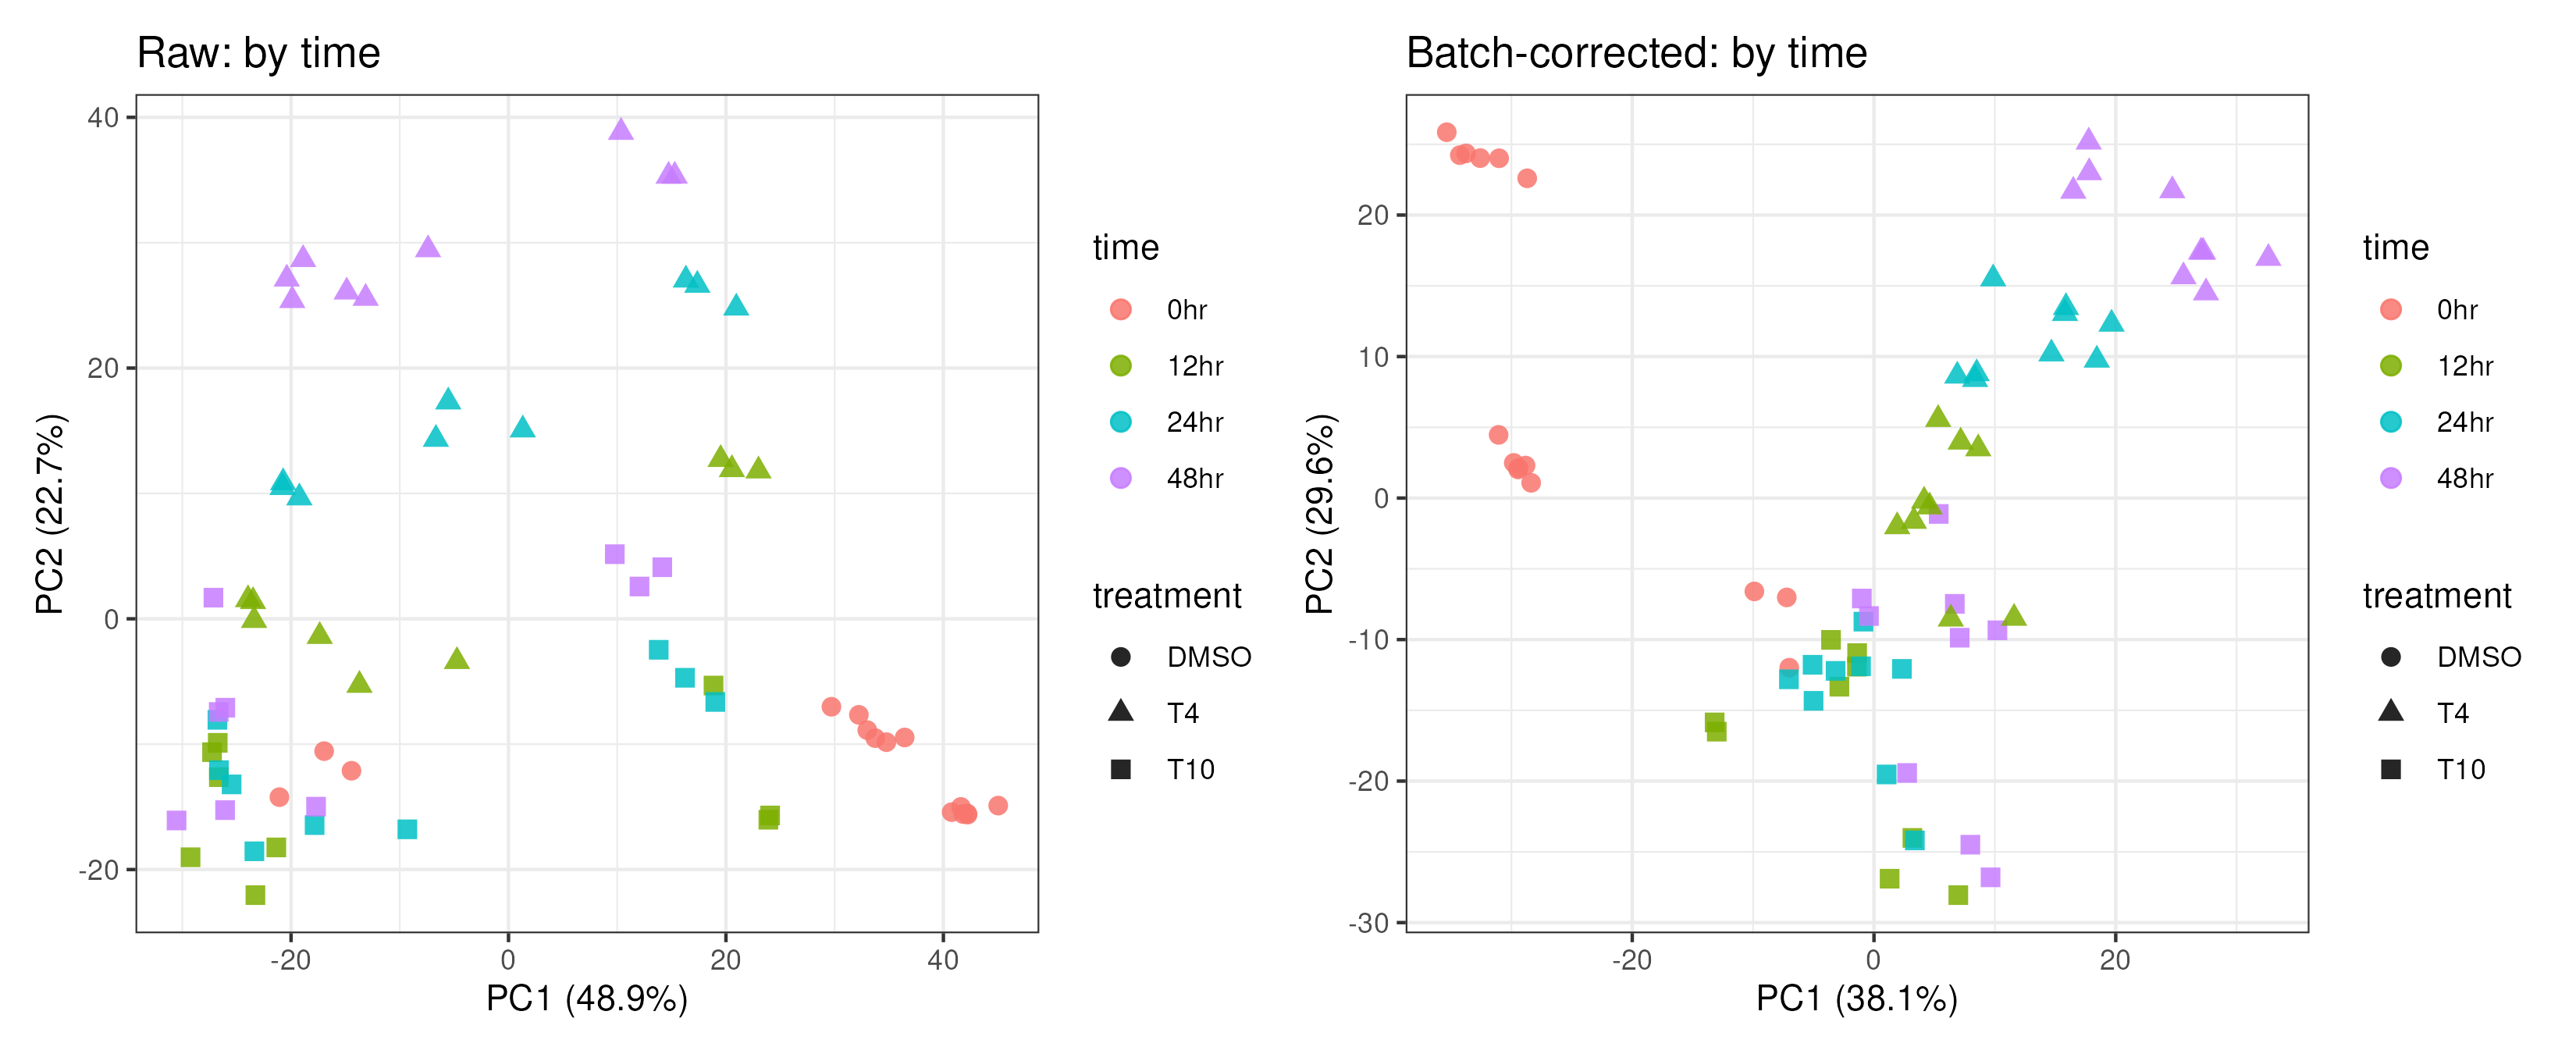 Raw: by time
40
20
0
-20
-20
0
20
40
PC1 (48.9%)
PC2 (22.7%)
time
0hr
12hr
24hr
48hr
treatment
DMSO
T4
T10
Batch-corrected: by time
20
10
0
-10
-20
-30
-20
0
20
PC1 (38.1%)
PC2 (29.6%)
time
0hr
12hr
24hr
48hr
treatment
DMSO
T4
T10